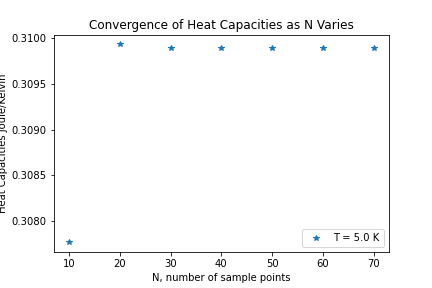 Convergence of Heat Capacities as N Varies
Heat Capacities Joule/Kelvin
0.3100
0.3095
0.3090
0.3085
0.3080
10 20 30 40 50 60 70
T = 5.0 K
N, number of sample points